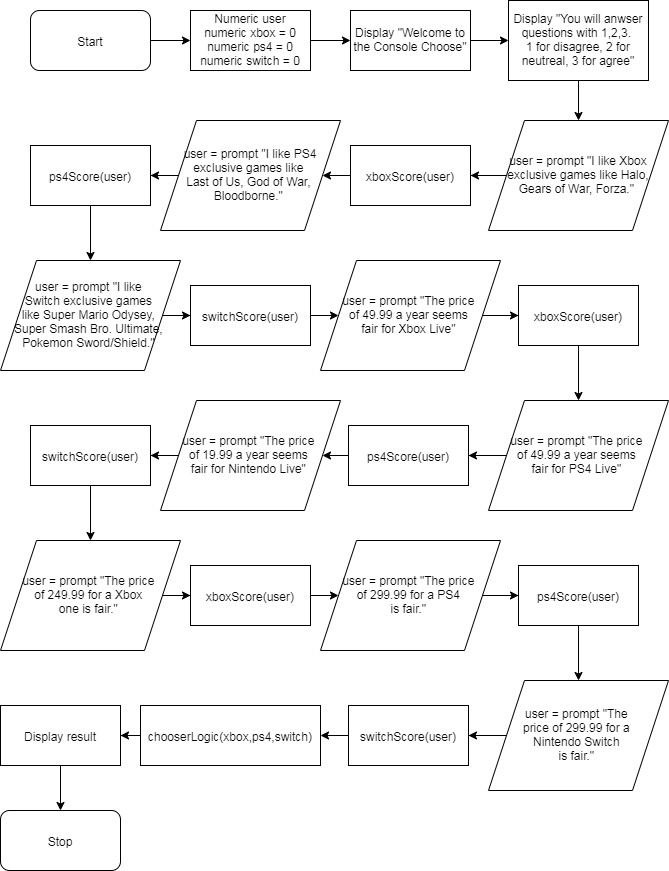 Start
Numeric user
numeric xbox = 0
numeric ps4 = 0
numeric switch = 0
Display "Welcome to
the Console Choose"
Display "You will anwser
questions with 1,2,3.
1 for disagree, 2 for
neutreal, 3 for agree"
user = prompt "I like Xbox
exclusive games like Halo,
Gears of War, Forza."
xboxScore(user)
user = prompt "I like PS4
exclusive games like
Last of Us, God of War,
Bloodborne."
ps4Score(user)
user = prompt "I like
Switch exclusive games
like Super Mario Odysey,
Super Smash Bro. Ultimate,
Pokemon Sword/Shield."
switchScore(user)
user = prompt "The price
of 49.99 a year seems
fair for Xbox Live"
xboxScore(user)
user = prompt "The price
of 49.99 a year seems
fair for PS4 Live"
ps4Score(user)
user = prompt "The price
of 19.99 a year seems
fair for Nintendo Live"
switchScore(user)
user = prompt "The price
of 249.99 for a Xbox
one is fair."
xboxScore(user)
user = prompt "The price
of 299.99 for a PS4
is fair."
ps4Score(user)
user = prompt "The
price of 299.99 for a
Nintendo Switch
is fair."
switchScore(user)
chooserLogic(xbox,ps4,switch)
Display result
Stop